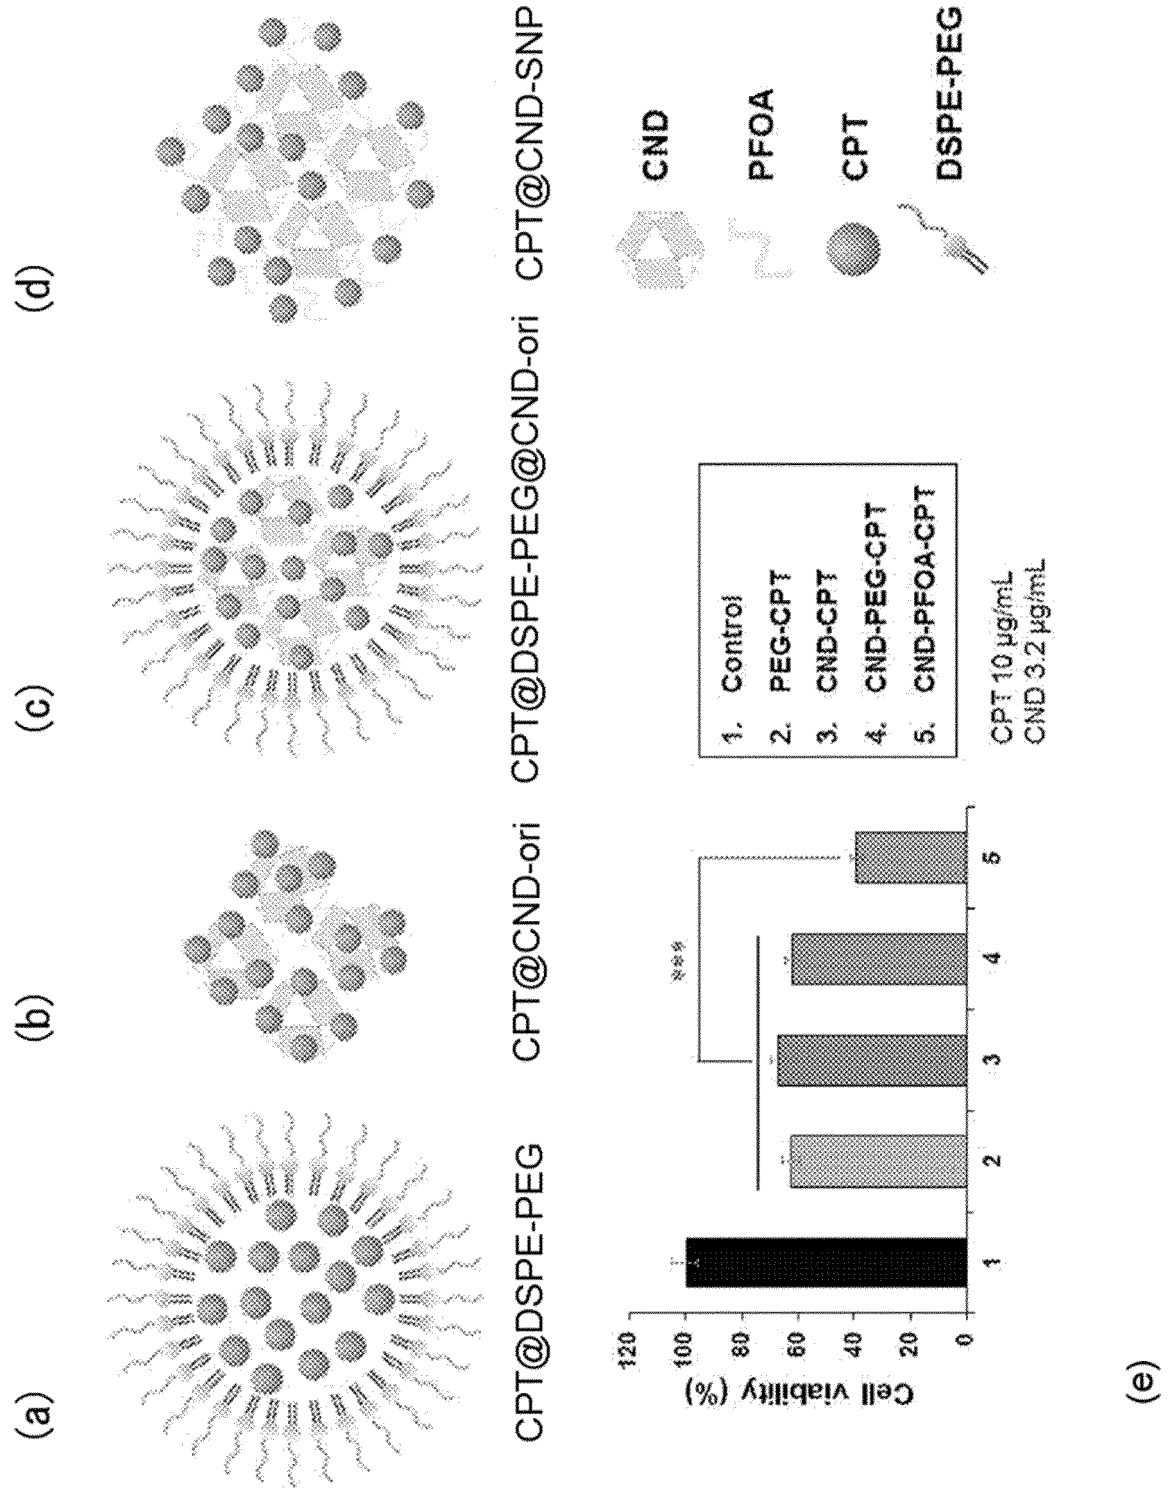 (a)
(b)
(c)
(d)
CPT@DSPE-PEG
CPT@CND-ori
CPT@DSPE-PEG@CND-ori
CPT@CND-SNP
Cell viability (%)
120
100
80
60
40
20
0
1
2
3
4
5
***
1. Control
2. PEG-CPT
3. CND-CPT
4. CND-PEG-CPT
5. CND-PFOA-CPT
CPT 10 µg/mL
CND 3.2 µg/mL
CND
PFOA
CPT
DSPE-PEG
(e)